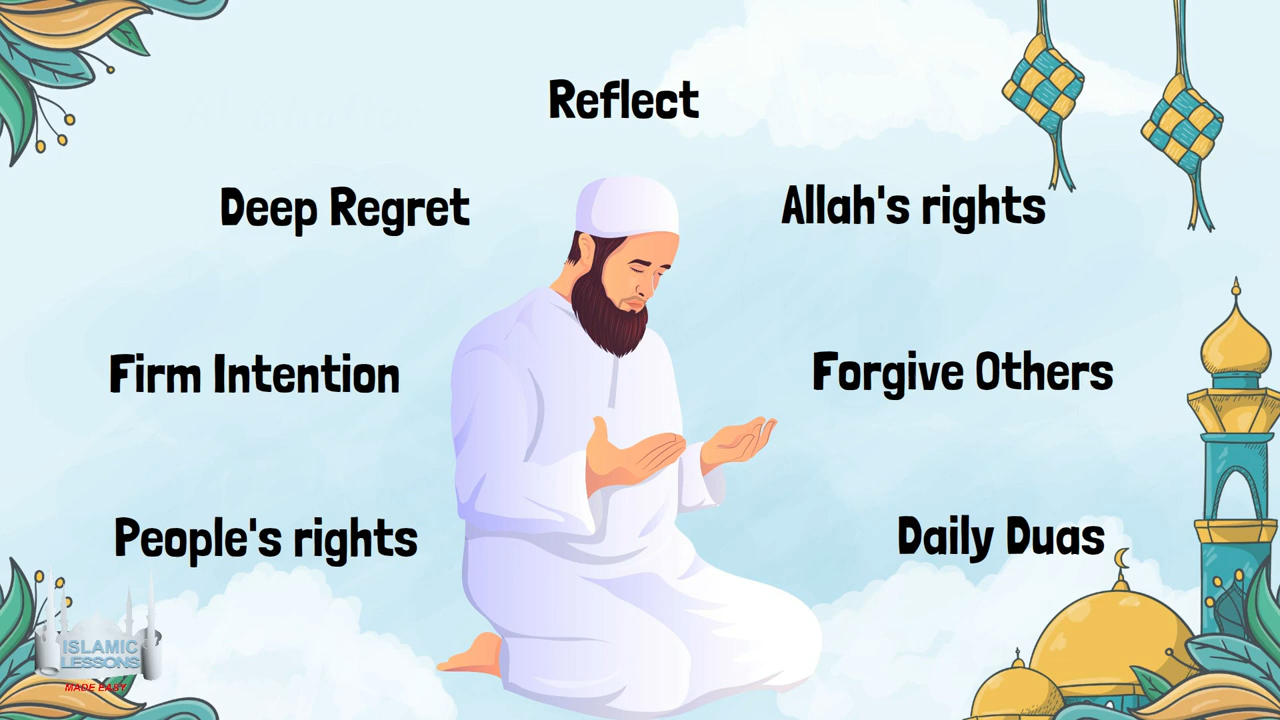 Reflect
Deep Regret
Allah's rights
Firm Intention
Forgive Others
People's rights
Daily Duas
ISLAMIC
LESSONS
MADE EASY